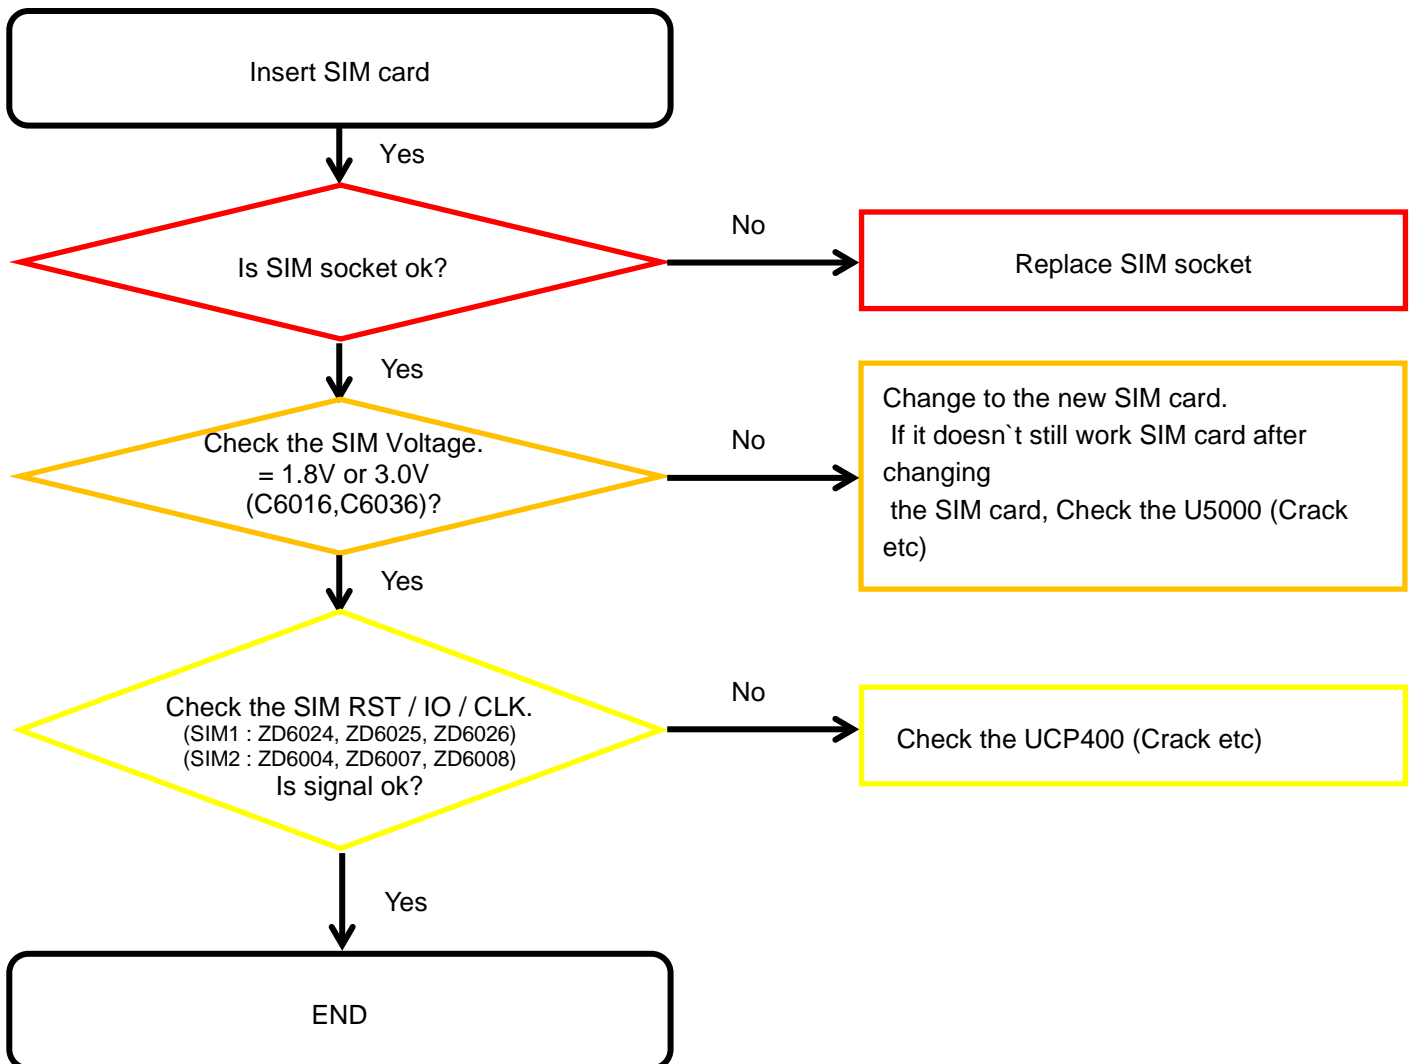 Insert SIM card
Yes
Is SIM socket ok?
No
Replace SIM socket
Yes
Check the SIM Voltage.
= 1.8V or 3.0V
(C6016,C6036)?
No
Change to the new SIM card.
If it doesn`t still work SIM card after
changing
the SIM card, Check the U5000 (Crack
etc)
Yes
Check the SIM RST / IO / CLK.
(SIM1 : ZD6024, ZD6025, ZD6026)
(SIM2 : ZD6004, ZD6007, ZD6008)
Is signal ok?
No
Check the UCP400 (Crack etc)
Yes
END